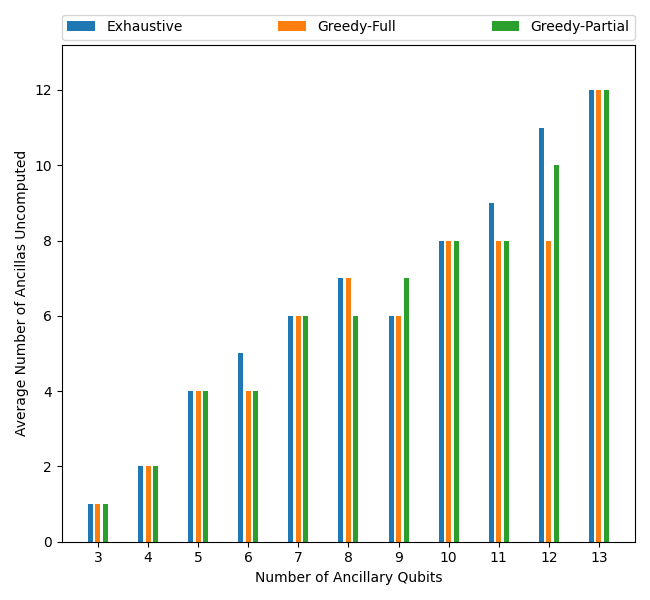 Exhaustive Greedy-Full Greedy-Partial
Average Number of Ancillas Uncomputed
12
10
8
6
4
2
0
3 4 5 6 7 8 9 10 11 12 13
Number of Ancillary Qubits